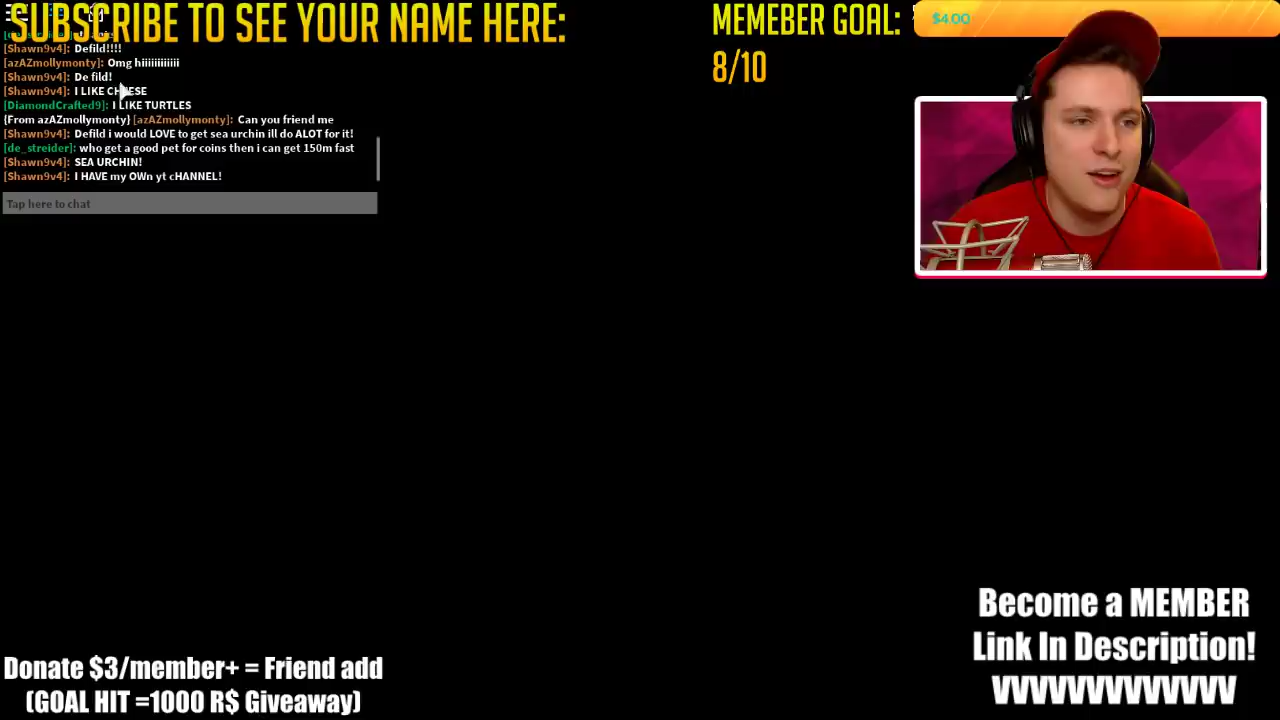 SUBSCRIBE TO SEE YOUR NAME HERE:
MEMEBER GOAL:
8/10
$4.00
[Shawn9v4]: Defild!!!!
[azAZmollymonty]: Omg hiiiiiiiiiiii
[Shawn9v4]: De fild!
[Shawn9v4]: I LIKE CHEESE
[DiamondCrafted9]: I LIKE TURTLES
{From azAZmollymonty} [azAZmollymonty]: Can you friend me
[Shawn9v4]: Defild i would LOVE to get sea urchin ill do ALOT for it!
[de_streider]: who get a good pet for coins then i can get 150m fast
[Shawn9v4]: SEA URCHIN!
[Shawn9v4]: I HAVE my OWn yt cHANNEL!
Tap here to chat
Become a MEMBER
Link In Description!
VVVVVVVVVVVVV
Donate $3/member+ = Friend add
(GOAL HIT =1000 R$ Giveaway)